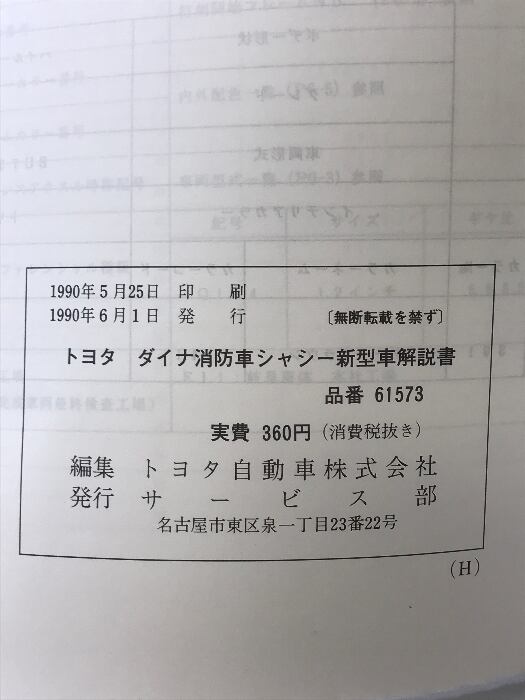 1990年5月25日 印 刷
1990年6月1日 発 行 〔無断転載を禁ず〕
トヨタ ダイナ消防車シャシー新型車解説書
品番 61573
実費 360円(消費税抜き)
編集 トヨタ自動車株式会社
発行 サービス部
名古屋市東区泉一丁目23番22号
(H)